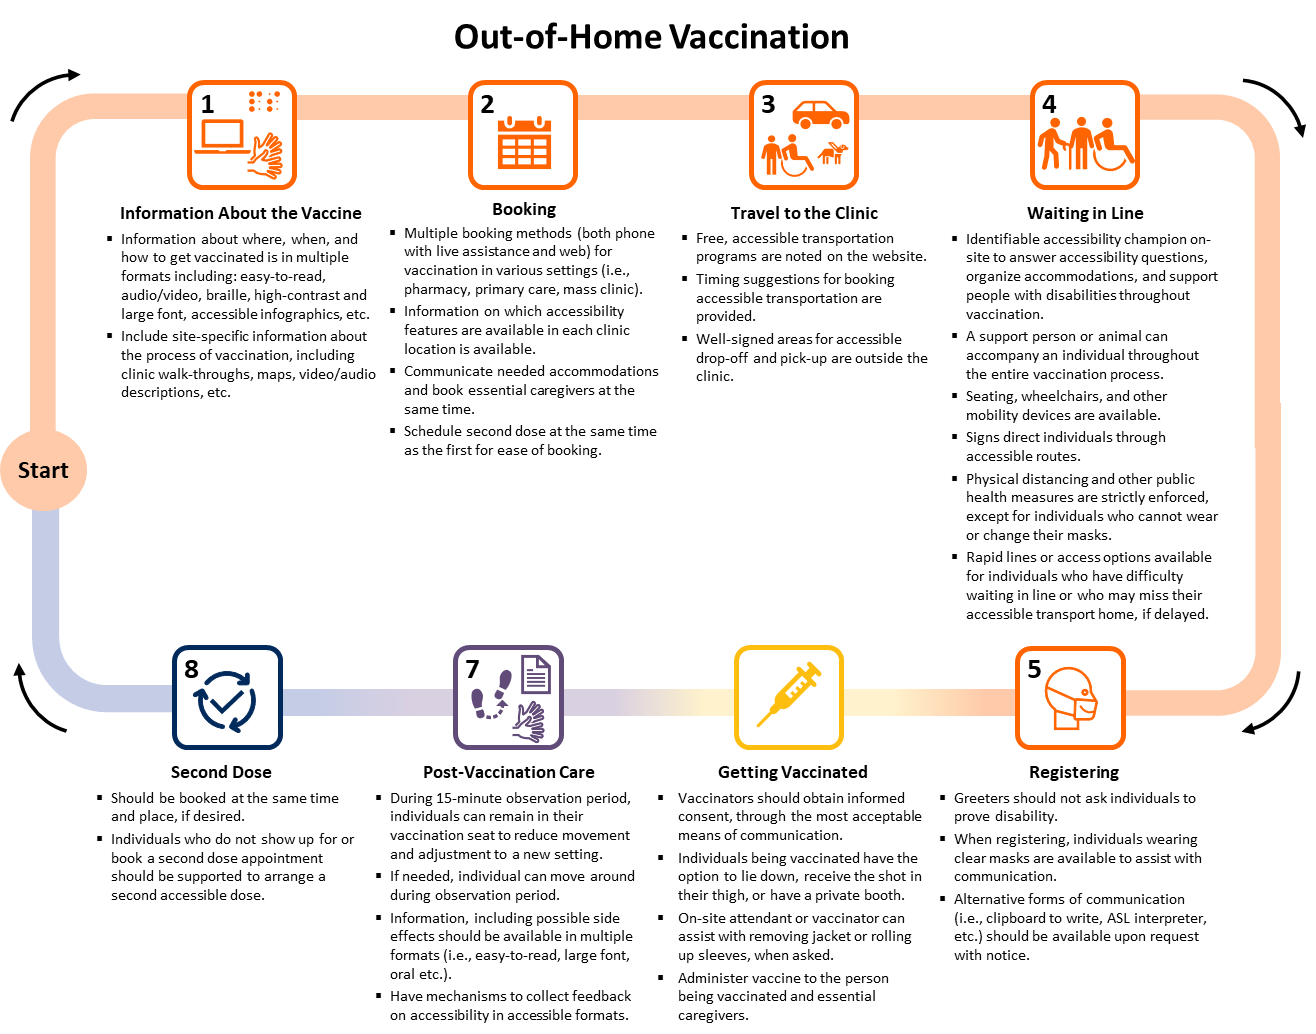 Out-of-Home Vaccination
1
2
3
4
Information About the Vaccine
▪ Information about where, when, and
how to get vaccinated is in multiple
formats including: easy-to-read,
audio/video, braille, high-contrast and
large font, accessible infographics, etc.
▪ Include site-specific information about
the process of vaccination, including
clinic walk-throughs, maps, video/audio
descriptions, etc.
Booking
▪ Multiple booking methods (both phone
with live assistance and web) for
vaccination in various settings (i.e.,
pharmacy, primary care, mass clinic).
▪ Information on which accessibility
features are available in each clinic
location is available.
▪ Communicate needed accommodations
and book essential caregivers at the
same time.
▪ Schedule second dose at the same time
as the first for ease of booking.
Travel to the Clinic
▪ Free, accessible transportation
programs are noted on the website.
▪ Timing suggestions for booking
accessible transportation are
provided.
▪ Well-signed areas for accessible
drop-off and pick-up are outside the
clinic.
Waiting in Line
▪ Identifiable accessibility champion on-
site to answer accessibility questions,
organize accommodations, and support
people with disabilities throughout
vaccination.
▪ A support person or animal can
accompany an individual throughout
the entire vaccination process.
▪ Seating, wheelchairs, and other
mobility devices are available.
▪ Signs direct individuals through
accessible routes.
▪ Physical distancing and other public
health measures are strictly enforced,
except for individuals who cannot wear
or change their masks.
▪ Rapid lines or access options available
for individuals who have difficulty
waiting in line or who may miss their
accessible transport home, if delayed.
Start
8
7
5
Second Dose
▪ Should be booked at the same time
and place, if desired.
▪ Individuals who do not show up for or
book a second dose appointment
should be supported to arrange a
second accessible dose.
Post-Vaccination Care
▪ During 15-minute observation period,
individuals can remain in their
vaccination seat to reduce movement
and adjustment to a new setting.
▪ If needed, individual can move around
during observation period.
▪ Information, including possible side
effects should be available in multiple
formats (i.e., easy-to-read, large font,
oral etc.).
▪ Have mechanisms to collect feedback
on accessibility in accessible formats.
Getting Vaccinated
▪ Vaccinators should obtain informed
consent, through the most acceptable
means of communication.
▪ Individuals being vaccinated have the
option to lie down, receive the shot in
their thigh, or have a private booth.
▪ On-site attendant or vaccinator can
assist with removing jacket or rolling
up sleeves, when asked.
▪ Administer vaccine to the person
being vaccinated and essential
caregivers.
Registering
▪ Greeters should not ask individuals to
prove disability.
▪ When registering, individuals wearing
clear masks are available to assist with
communication.
▪ Alternative forms of communication
(i.e., clipboard to write, ASL interpreter,
etc.) should be available upon request
with notice.